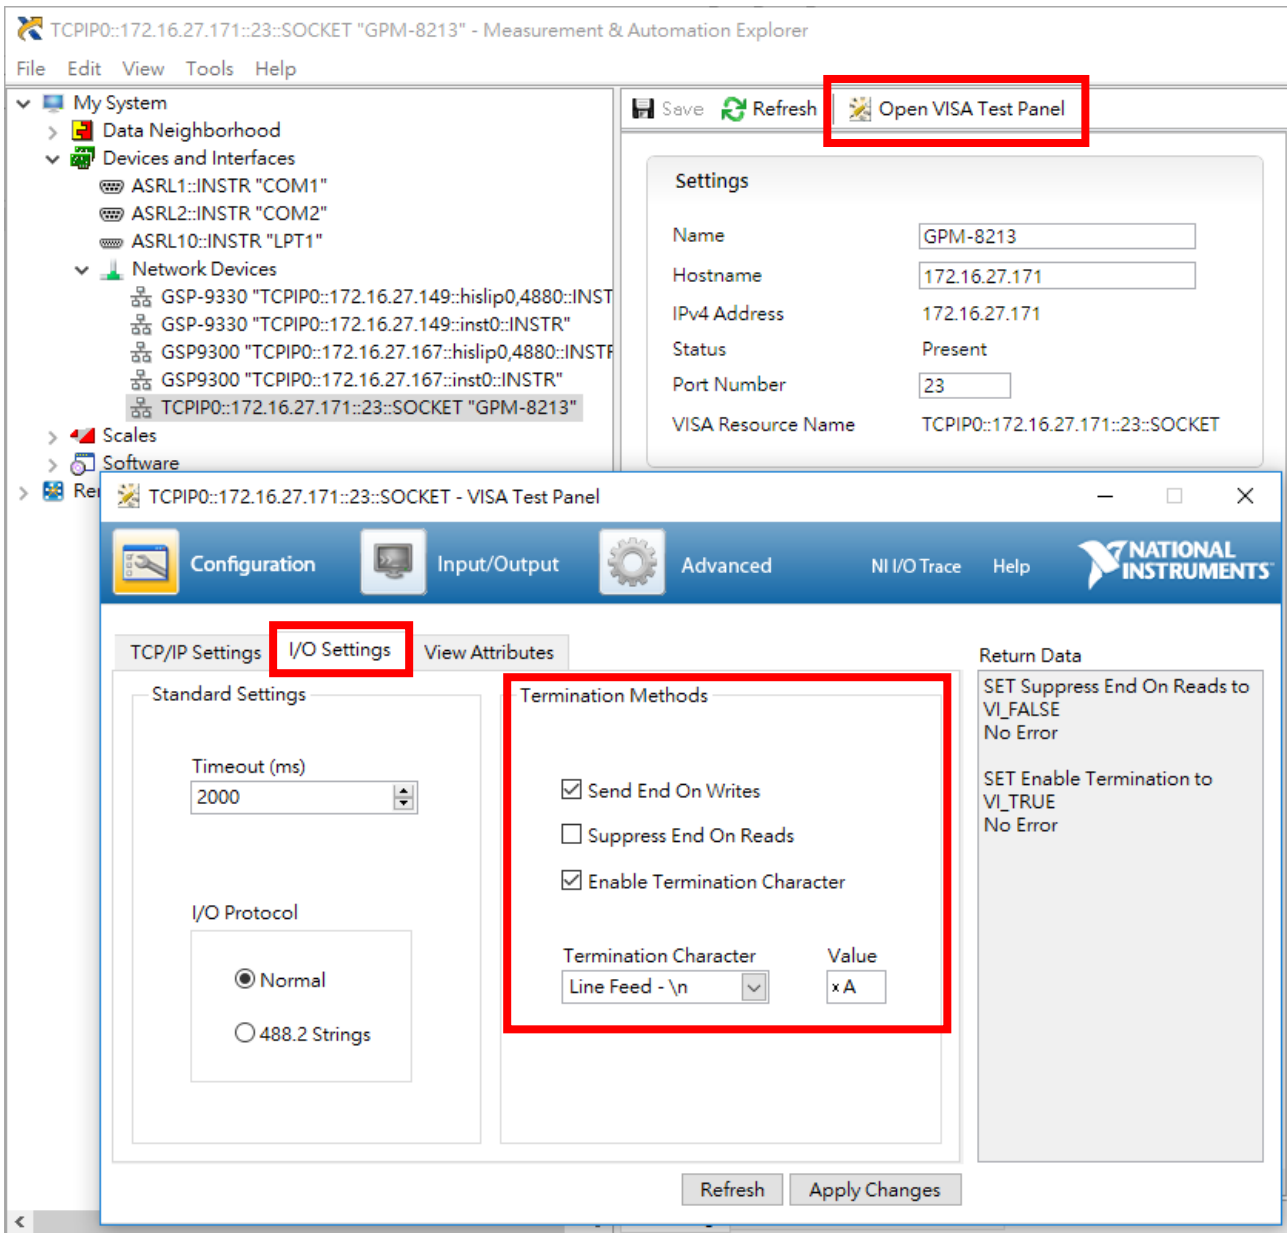 TCPIP0::172.16.27.171::23::SOCKET "GPM-8213" - Measurement & Automation Explorer
File Edit View Tools Help
My System
Data Neighborhood
Devices and Interfaces
ASRL1::INSTR "COM1"
ASRL2::INSTR "COM2"
ASRL10::INSTR "LPT1"
Network Devices
GSP-9330 "TCPIP0::172.16.27.149::hislip0,4880::INST
GSP-9330 "TCPIP0::172.16.27.149::inst0::INSTR"
GSP9300 "TCPIP0::172.16.27.167::hislip0,4880::INSTR
GSP9300 "TCPIP0::172.16.27.167::inst0::INSTR"
TCPIP0::172.16.27.171::23::SOCKET "GPM-8213"
Scales
Software
Save Refresh Open VISA Test Panel
Settings
Name GPM-8213
Hostname 172.16.27.171
IPv4 Address 172.16.27.171
Status Present
Port Number 23
VISA Resource Name TCPIP0::172.16.27.171::23::SOCKET
TCPIP0::172.16.27.171::23::SOCKET - VISA Test Panel
Configuration Input/Output Advanced NI I/O Trace Help NATIONAL
INSTRUMENTS
TCP/IP Settings I/O Settings View Attributes
Standard Settings
Timeout (ms)
2000
I/O Protocol
Normal
488.2 Strings
Termination Methods
Send End On Writes
Suppress End On Reads
Enable Termination Character
Termination Character Value
Line Feed - \n x A
Return Data
SET Suppress End On Reads to
VI_FALSE
No Error
SET Enable Termination to
VI_TRUE
No Error
Refresh Apply Changes